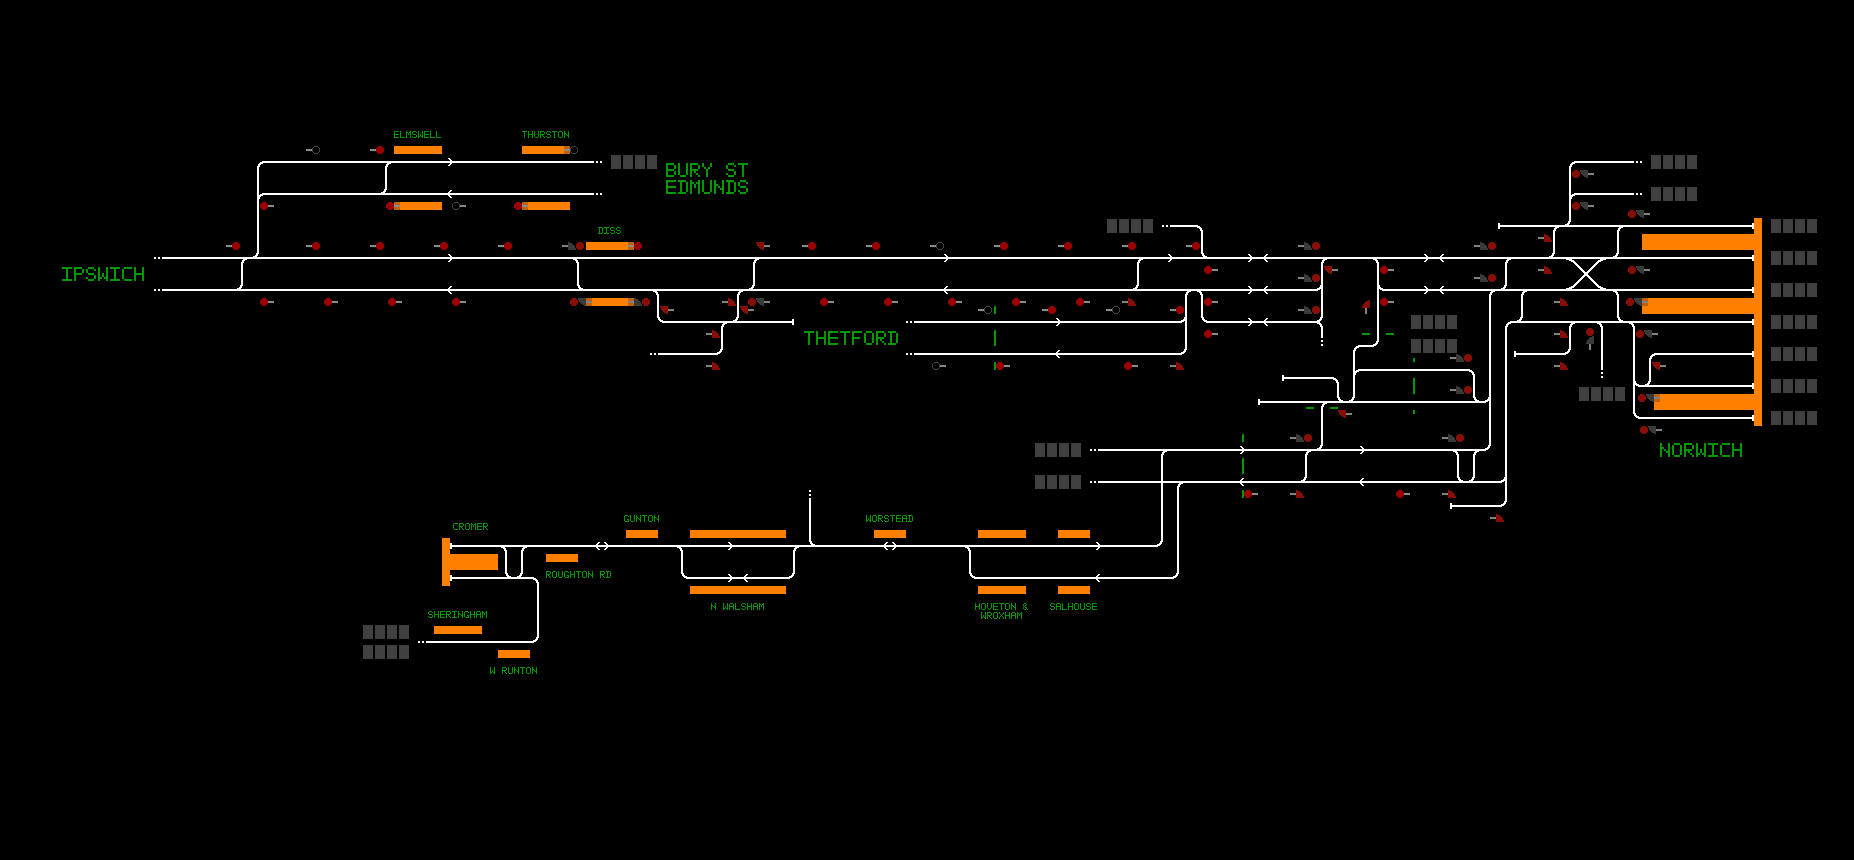 ELMSWELL
THURSTON
BURY ST
EDMUNDS
DISS
IPSWICH
THETFORD
NORWICH
CROMER
GUNTON
WORSTEAD
ROUGHTON RD
SHERINGHAM
N WALSHAM
HOVETON &
WROXHAM
SALHOUSE
W RUNTON